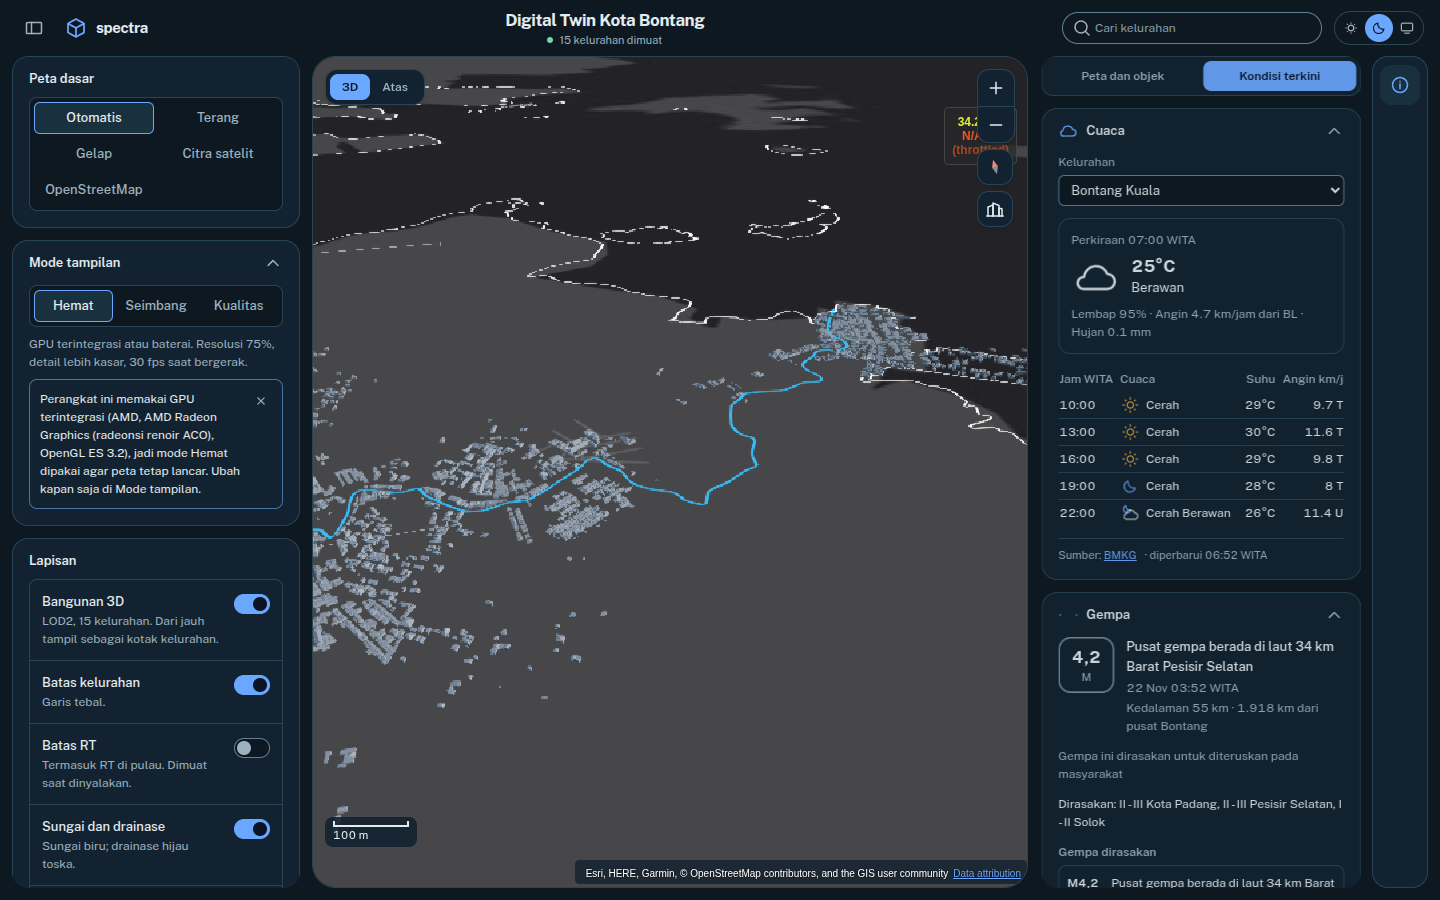 spectra
Digital Twin Kota Bontang
15 kelurahan dimuat
Cari kelurahan
Peta dasar
Otomatis
Terang
Gelap
Citra satelit
OpenStreetMap
Mode tampilan
Hemat
Seimbang
Kualitas
GPU terintegrasi atau baterai. Resolusi 75%,
detail lebih kasar, 30 fps saat bergerak.
Perangkat ini memakai GPU
terintegrasi (AMD, AMD Radeon
Graphics (radeonsi renoir ACO),
OpenGL ES 3.2), jadi mode Hemat
dipakai agar peta tetap lancar. Ubah
kapan saja di Mode tampilan.
Lapisan
Bangunan 3D
LOD2, 15 kelurahan. Dari jauh
tampil sebagai kotak kelurahan.
Batas kelurahan
Garis tebal.
Batas RT
Termasuk RT di pulau. Dimuat
saat dinyalakan.
Sungai dan drainase
Sungai biru; drainase hijau
toska.
3D
Atas
N/A
(throttled)
100 m
Esri, HERE, Garmin, © OpenStreetMap contributors, and the GIS user community Data attribution
Peta dan objek
Kondisi terkini
Cuaca
Kelurahan
Bontang Kuala
Perkiraan 07:00 WITA
25°C
Berawan
Lembap 95% · Angin 4.7 km/jam dari BL ·
Hujan 0.1 mm
Jam WITA Cuaca Suhu Angin km/j
10:00 Cerah 29°C 9.7 T
13:00 Cerah 30°C 11.6 T
16:00 Cerah 29°C 9.8 T
19:00 Cerah 28°C 8 T
22:00 Cerah Berawan 26°C 11.4 U
Sumber: BMKG · diperbarui 06:52 WITA
Gempa
4,2
M
Pusat gempa berada di laut 34 km
Barat Pesisir Selatan
22 Nov 03:52 WITA
Kedalaman 55 km · 1.918 km dari
pusat Bontang
Gempa ini dirasakan untuk diteruskan pada
masyarakat
Dirasakan: II-III Kota Padang, II-III Pesisir Selatan, I
-II Solok
Gempa dirasakan
M4,2 Pusat gempa berada di laut 34 km Barat